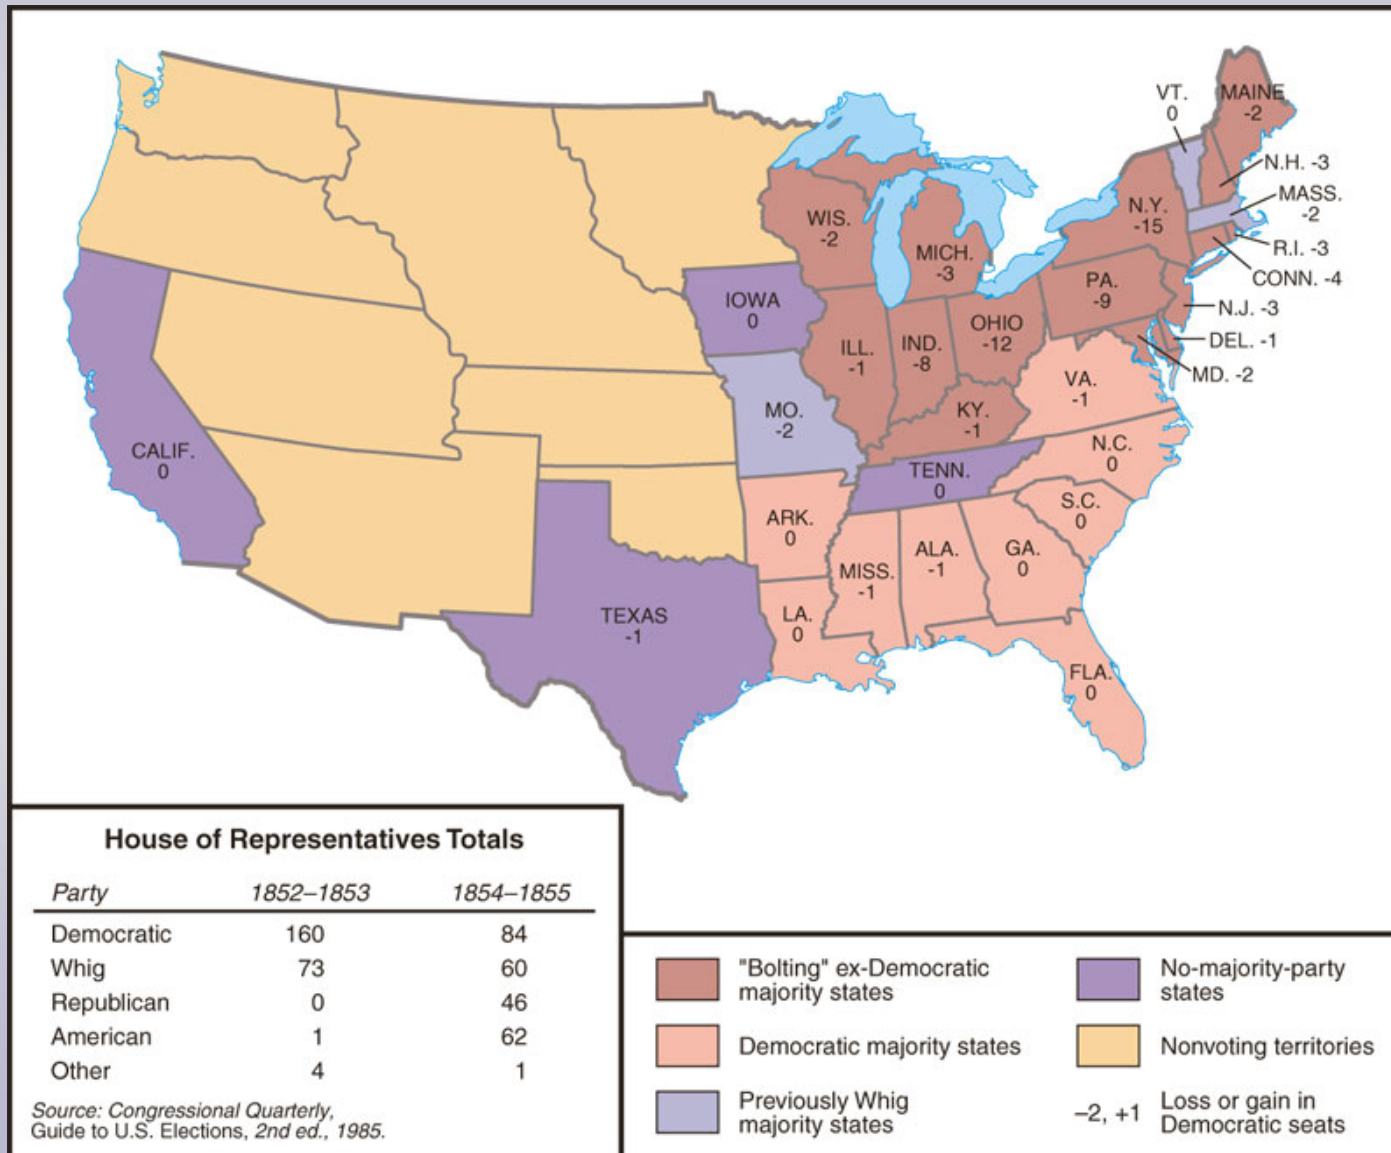 VT.
0
MAINE
-2
N.H. -3
MASS.
-2
R.I. -3
CONN. -4
N.J. -3
DEL. -1
MD. -2
N.Y.
-15
PA.
-9
WIS.
-2
MICH.
-3
IOWA
0
ILL.
-1
IND.
-8
OHIO
-12
KY.
-1
VA.
-1
MO.
-2
CALIF.
0
TENN.
0
N.C.
0
S.C.
0
ARK.
0
MISS.
-1
ALA.
-1
GA.
0
TEXAS
-1
LA.
0
FLA.
0
House of Representatives Totals
Party 1852–1853 1854–1855
Democratic 160 84
Whig 73 60
Republican 0 46
American 1 62
Other 4 1
Source: Congressional Quarterly,
Guide to U.S. Elections, 2nd ed., 1985.
"Bolting" ex-Democratic
majority states
Democratic majority states
Previously Whig
majority states
No-majority-party
states
Nonvoting territories
–2, +1 Loss or gain in
Democratic seats